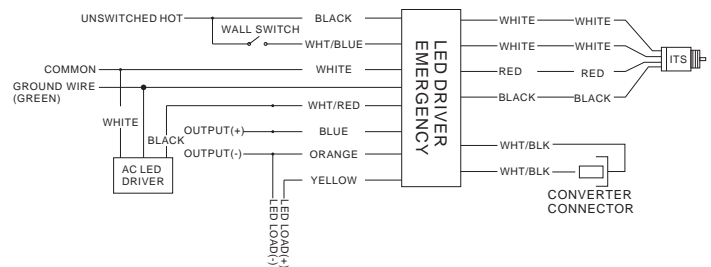 UNSWITCHED HOT
BLACK
WALL SWITCH
WHT/BLUE
COMMON
WHITE
GROUND WIRE
(GREEN)
WHT/RED
WHITE
BLACK
OUTPUT(+)
BLUE
OUTPUT(-)
ORANGE
AC LED
DRIVER
YELLOW
LED LOAD(-)
LED LOAD(+)
LED DRIVER
EMERGENCY
WHITE WHITE
WHITE WHITE
RED RED
BLACK BLACK
ITS
WHT/BLK
WHT/BLK
CONVERTER
CONNECTOR